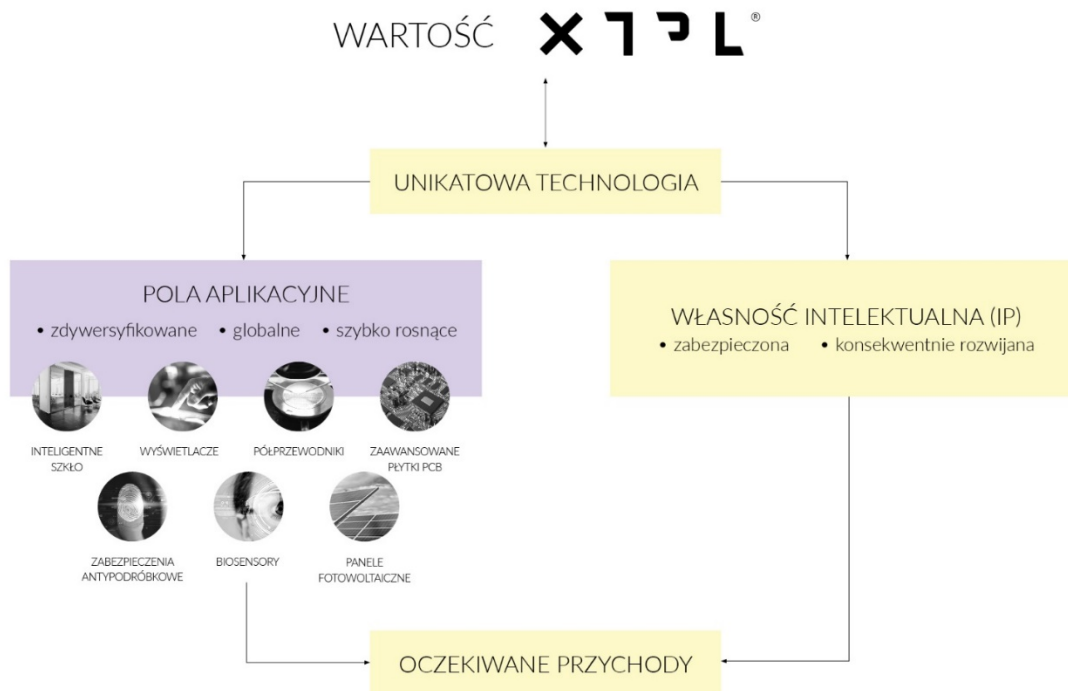 WARTOŚĆ XTPL®
UNIKATOWA TECHNOLOGIA
POLA APLIKACYJNE
• zdywersyfikowane • globalne • szybko rosnące
WŁASNOŚĆ INTELEKTUALNA (IP)
• zabezpieczona • konsekwentnie rozwijana
INTELIGENTNE
SZKŁO
WYŚWIETLACZE
PÓŁPRZEWODNIKI
ZAAWANSOWANE
PŁYTKI PCB
ZABEZPIECZENIA
ANTYPODRÓBKOWE
BIOSENSORY
PANELE
FOTOWOLTAICZNE
OCZEKIWANE PRZYCHODY